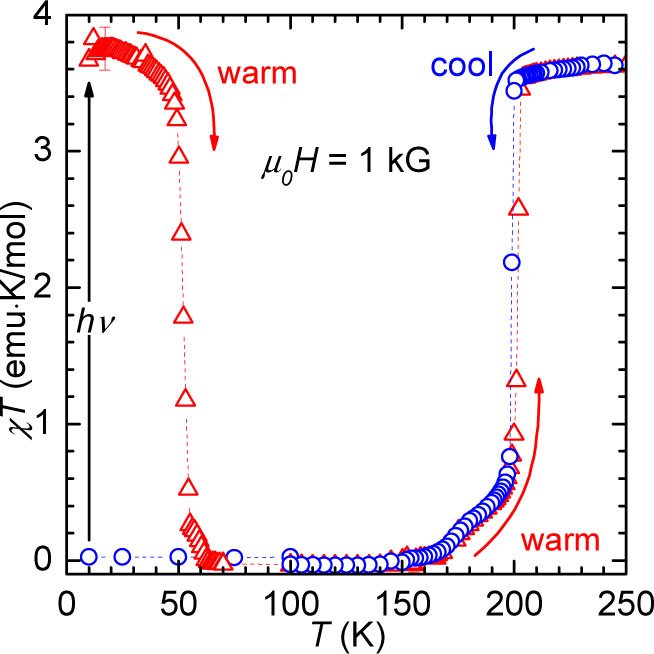 4
warm
cool
3
μ0H = 1 kG
χT (emu·K/mol)
2
hν
1
warm
0
0 50 100 150 200 250
T (K)